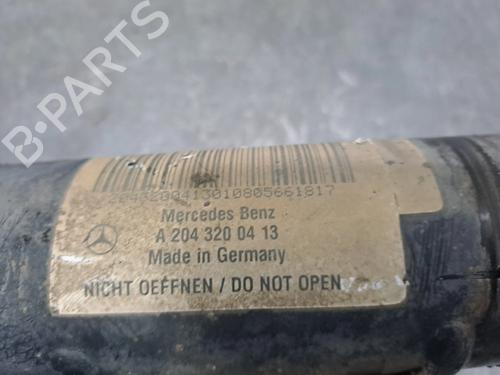 B-PARTS
2043200413010805661817
Mercedes Benz
A 204 320 04 13
Made in Germany
NICHT OEFFNEN / DO NOT OPEN